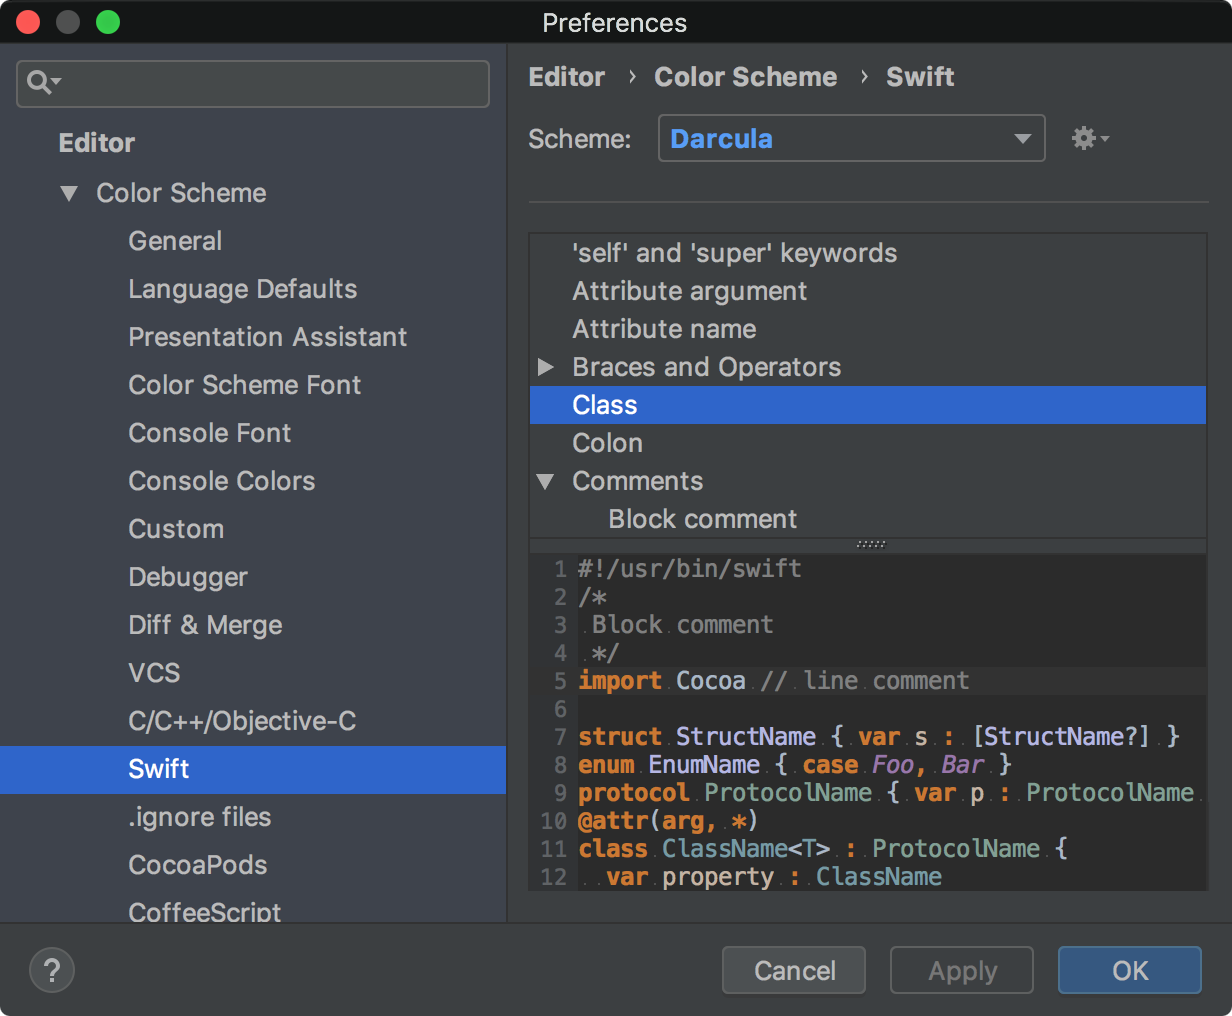 Preferences
Editor
Color Scheme
General
Language Defaults
Presentation Assistant
Color Scheme Font
Console Font
Console Colors
Custom
Debugger
Diff & Merge
VCS
C/C++/Objective-C
Swift
.ignore files
CocoaPods
CoffeeScript
Editor › Color Scheme › Swift
Scheme: Darcula
'self' and 'super' keywords
Attribute argument
Attribute name
Braces and Operators
Class
Colon
Comments
Block comment
1 #!/usr/bin/swift
2 /*
3  Block comment
4  */
5 import Cocoa // line comment
6
7 struct StructName { var s : [StructName?] }
8 enum EnumName { case Foo, Bar }
9 protocol ProtocolName { var p : ProtocolName
10 @attr(arg, *)
11 class ClassName<T> : ProtocolName {
12   var property : ClassName
? Cancel Apply OK